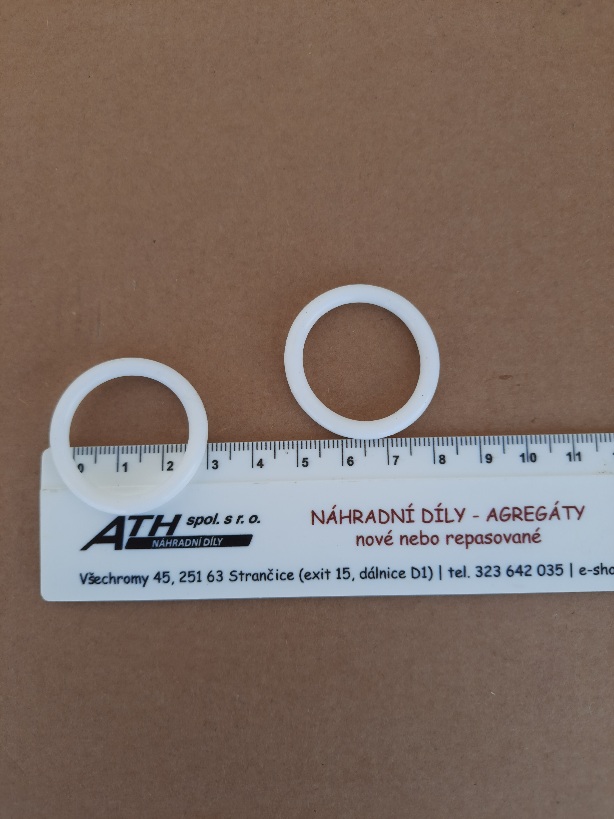 0 1 2 3 4 5 6 7 8 9 10 11
ATH spol. s r. o.
NÁHRADNÍ DÍLY
NÁHRADNÍ DÍLY - AGREGÁTY
nové nebo repasované
Všechromy 45, 251 63 Strančice (exit 15, dálnice D1) | tel. 323 642 035 | e-sho